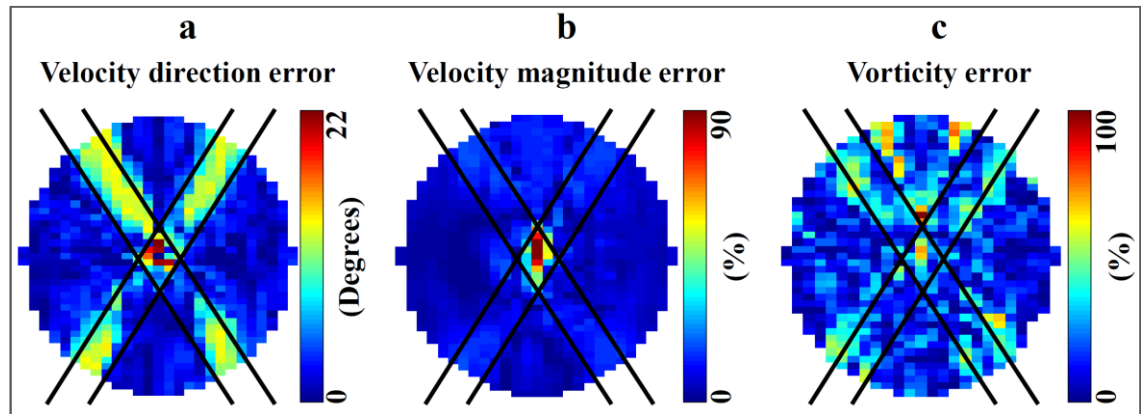 a
b
c
Velocity direction error
Velocity magnitude error
Vorticity error
22
0
(Degrees)
90
0
(%)
100
0
(%)